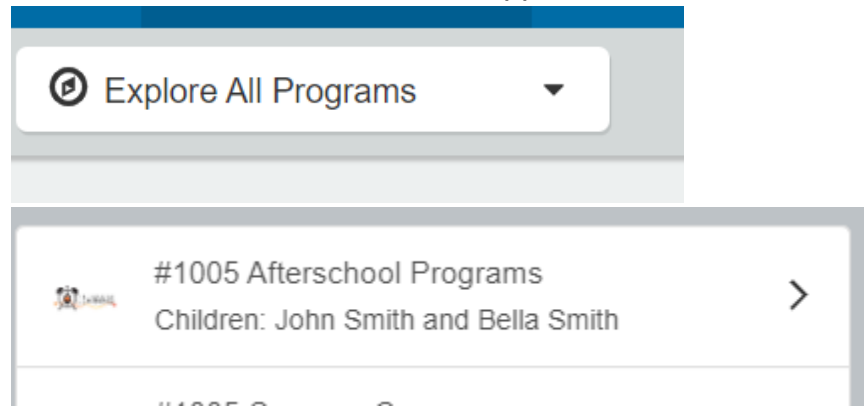 Explore All Programs
#1005 Afterschool Programs
Children: John Smith and Bella Smith